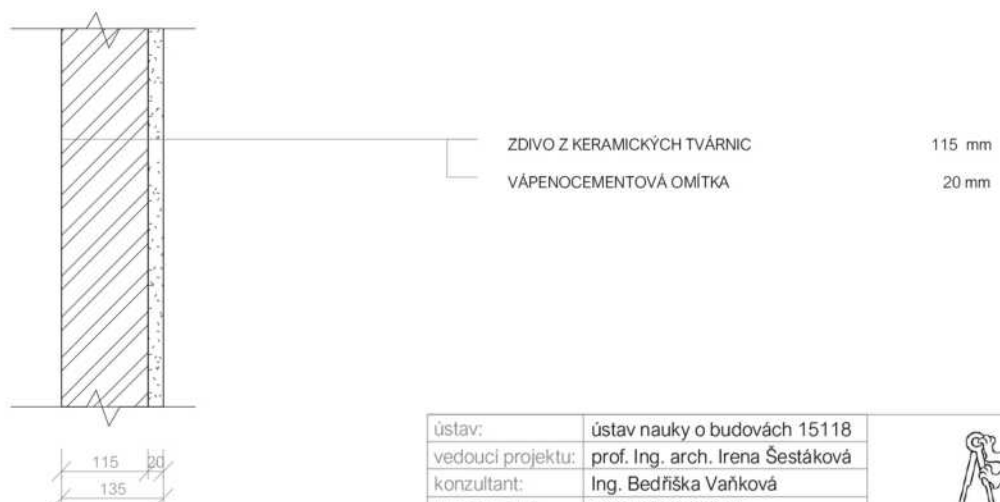 ZDIVO Z KERAMICKÝCH TVÁRNIC 115 mm
VÁPENOCEMENTOVÁ OMÍTKA 20 mm
115 20
135
ústav: ústav nauky o budovách 15118
vedoucí projektu: prof. Ing. arch. Irena Šestáková
konzultant: Ing. Bedřiška Vaňková